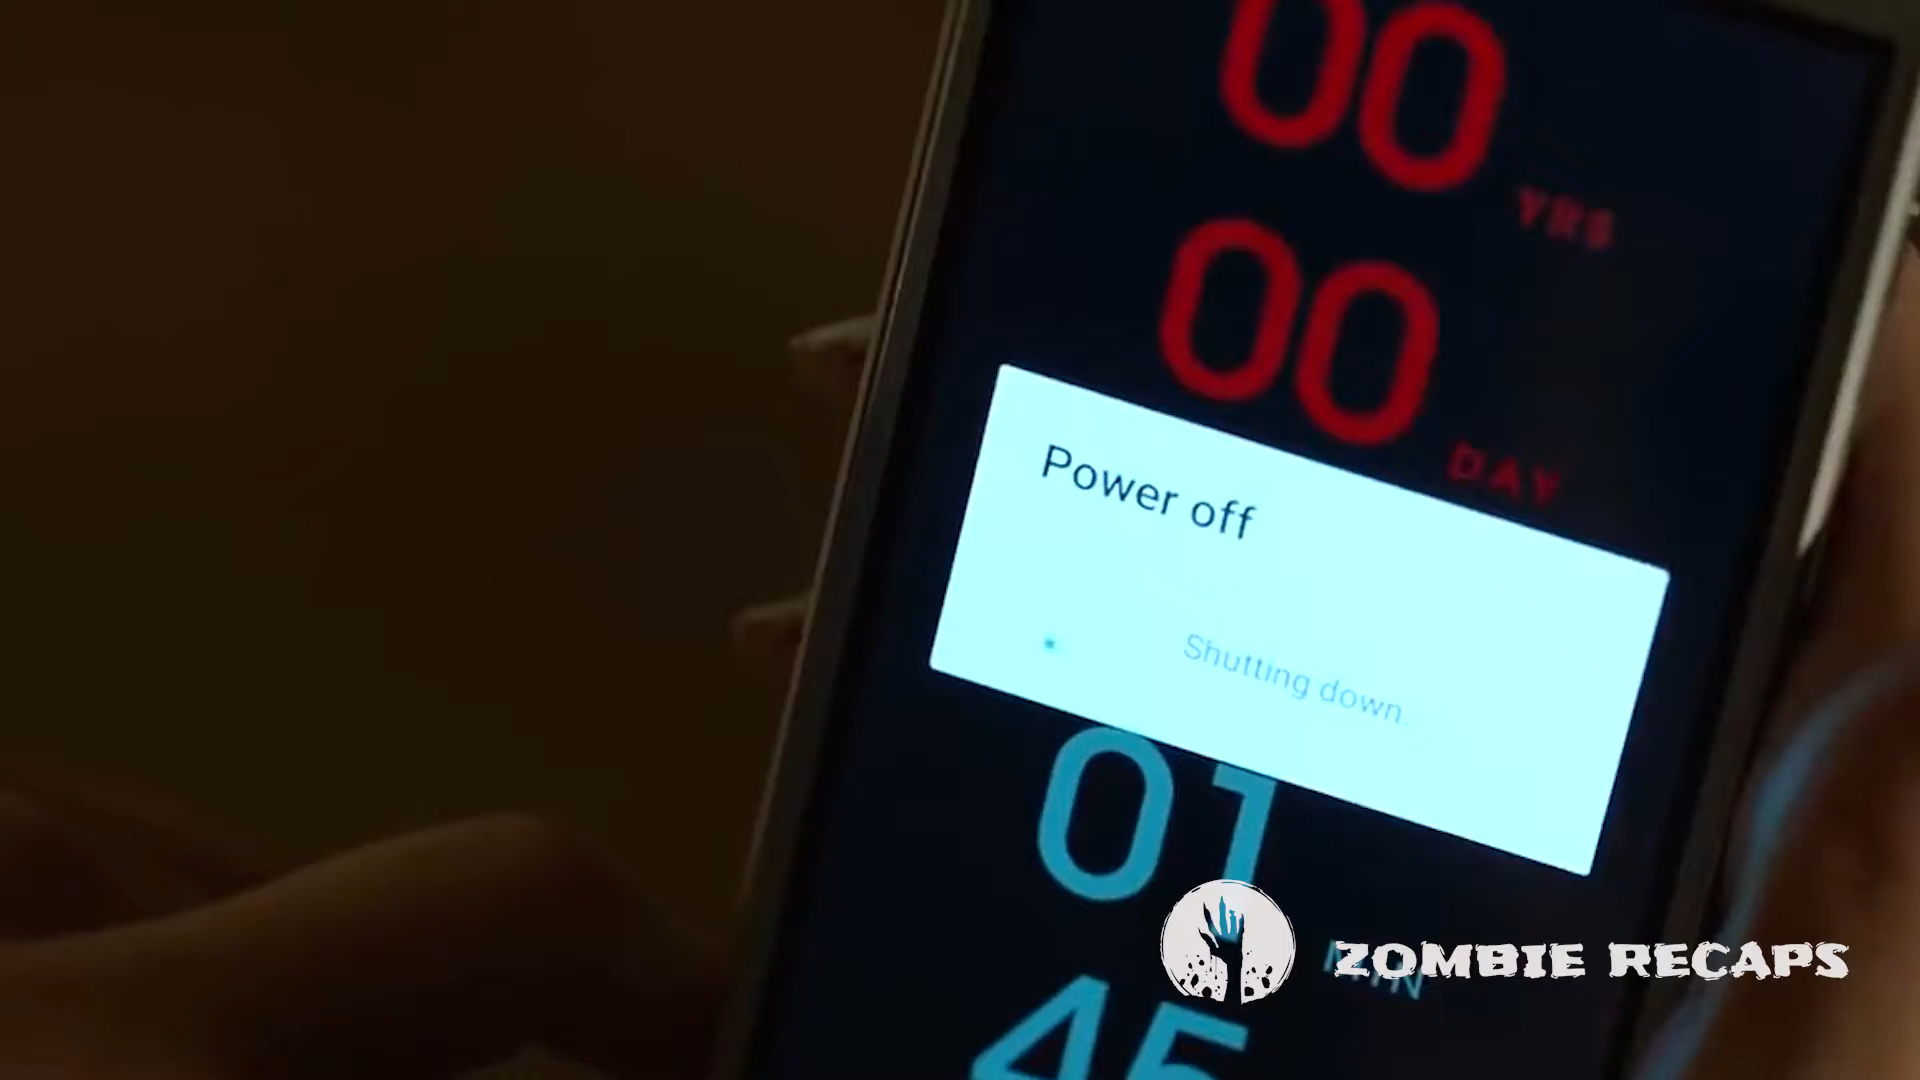 00
YRS
00
DAY
Power off
Shutting down.
01
MIN
45
ZOMBIE RECAPS